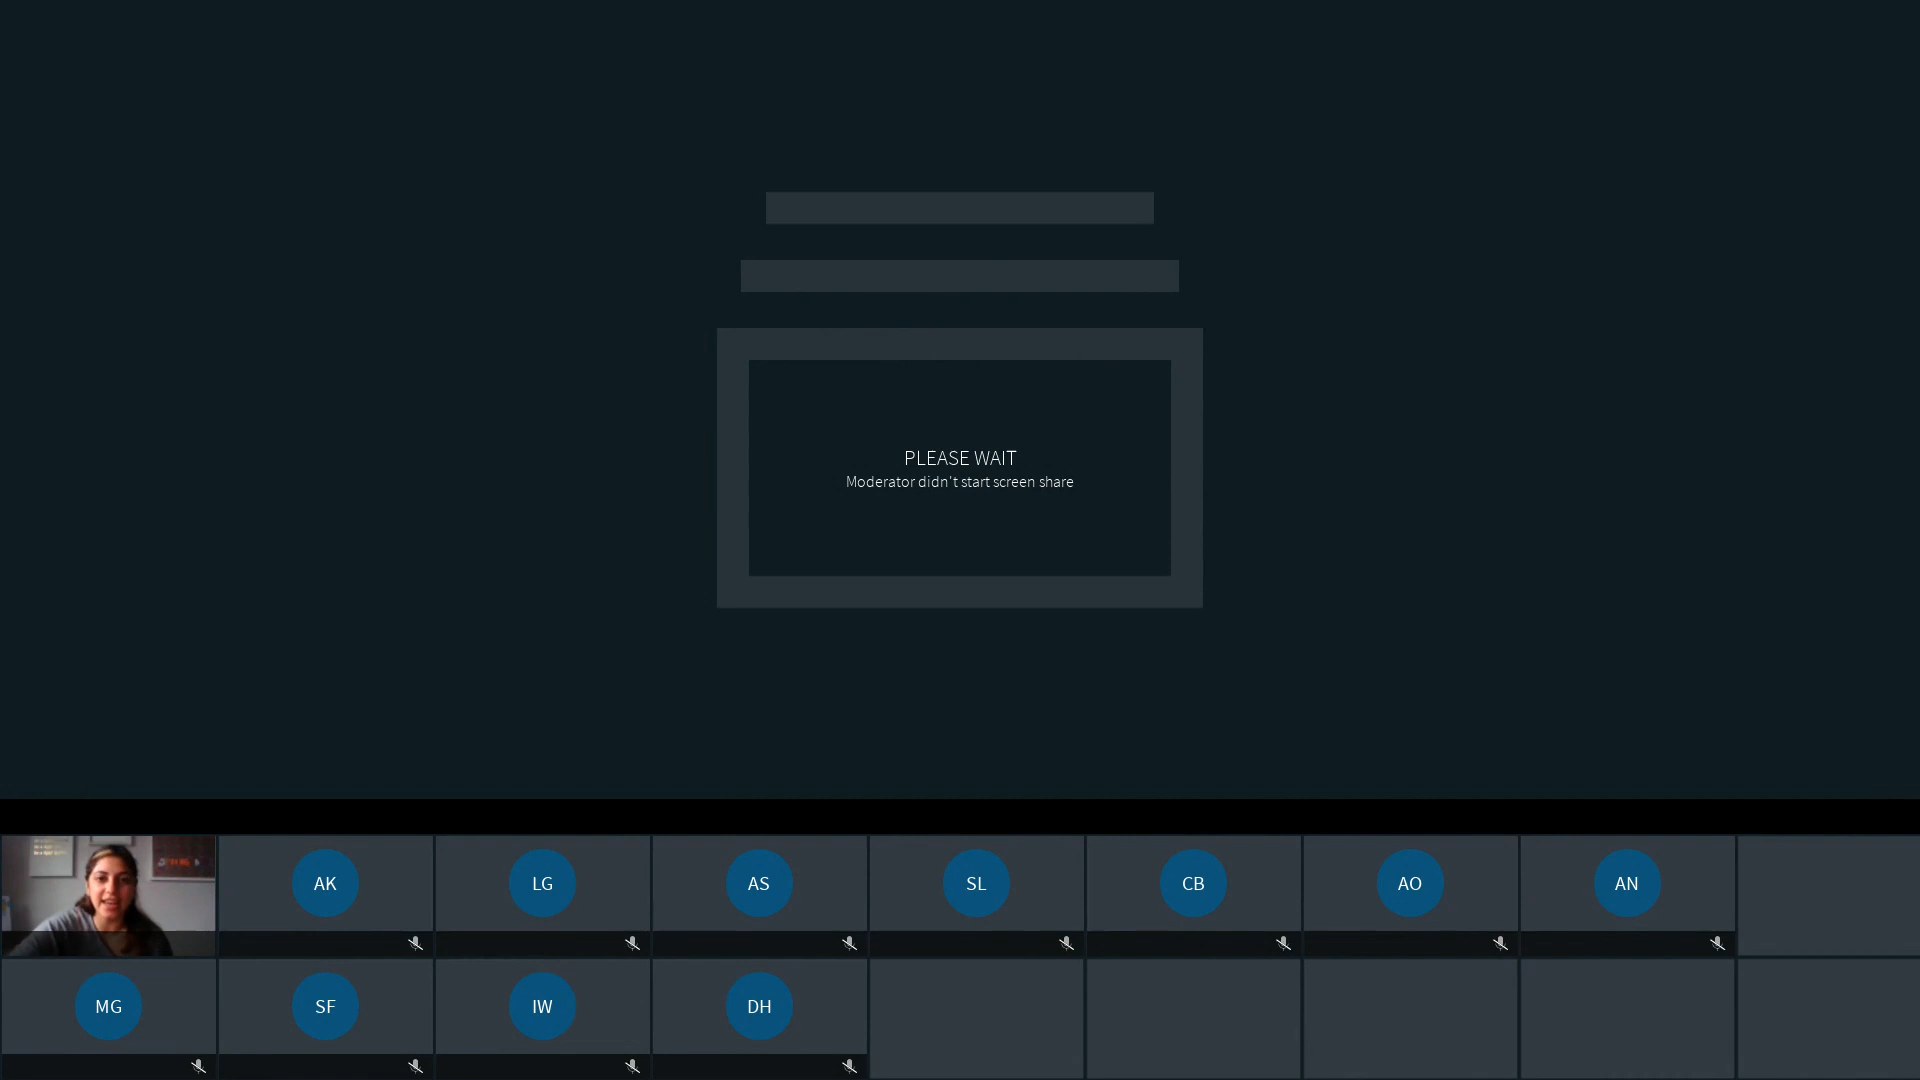 PLEASE WAIT
Moderator didn't start screen share
AK
LG
AS
SL
CB
AO
AN
MG
SF
IW
DH